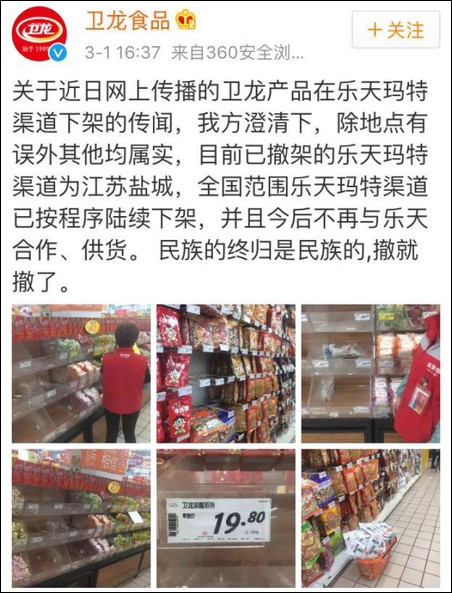 卫龙
始于1999
卫龙食品
+关注
3-1 16:37 来自360安全浏...
关于近日网上传播的卫龙产品在乐天玛特
渠道下架的传闻，我方澄清下，除地点有
误外其他均属实，目前已撤架的乐天玛特
渠道为江苏盐城，全国范围乐天玛特渠道
已按程序陆续下架，并且今后不再与乐天
合作、供货。 民族的终归是民族的,撤就
撤了。
相信
卫龙亲嘴系列
零售价
19.80